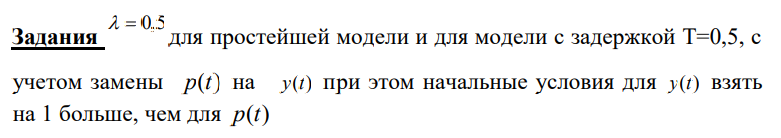 Задания λ = 0.5 для простейшей модели и для модели с задержкой T=0,5, с
учетом замены p(t) на y(t) при этом начальные условия для y(t) взять
на 1 больше, чем для p(t)